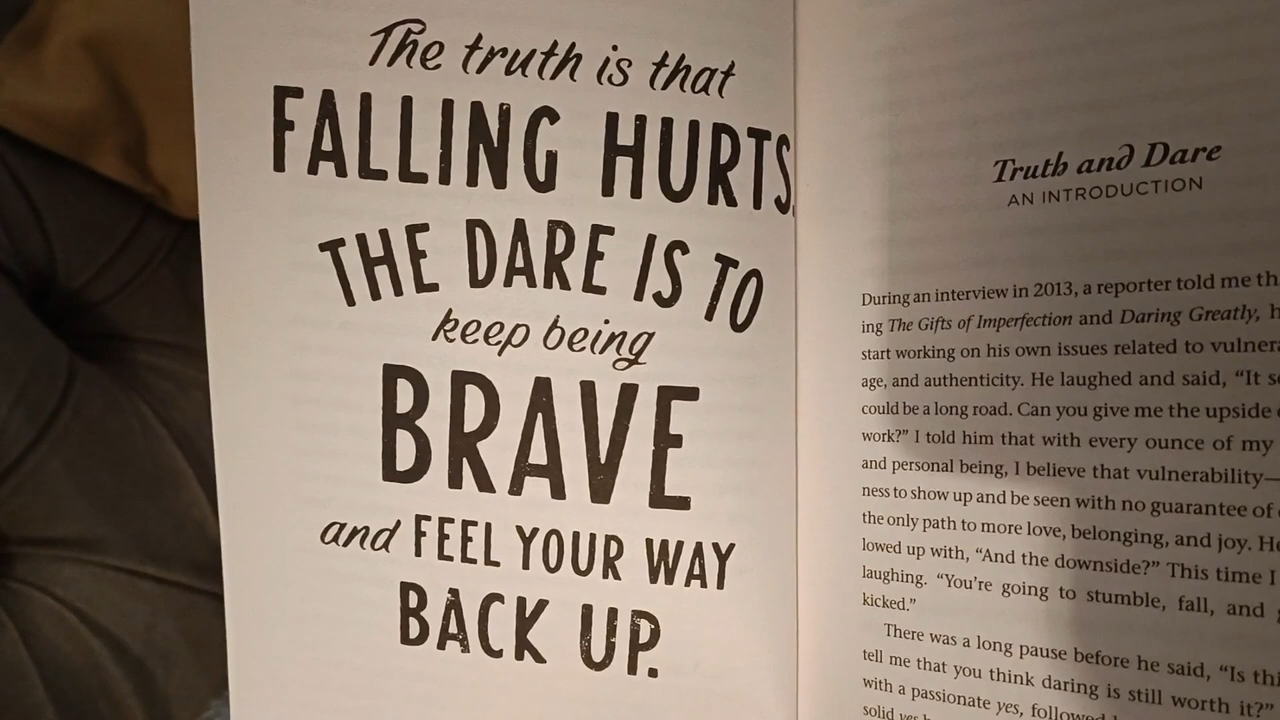 The truth is that
FALLING HURTS.
THE DARE IS TO
keep being
BRAVE
and FEEL YOUR WAY
BACK UP.
Truth and Dare
AN INTRODUCTION
During an interview in 2013, a reporter told me th
ing The Gifts of Imperfection and Daring Greatly, h
start working on his own issues related to vulnera
age, and authenticity. He laughed and said, “It s
could be a long road. Can you give me the upside
work?” I told him that with every ounce of my
and personal being, I believe that vulnerability—
ness to show up and be seen with no guarantee of
the only path to more love, belonging, and joy. He
lowed up with, “And the downside?” This time I
laughing. “You’re going to stumble, fall, and
kicked.”
There was a long pause before he said, “Is thi
tell me that you think daring is still worth it?”
with a passionate yes, followed
solid yes